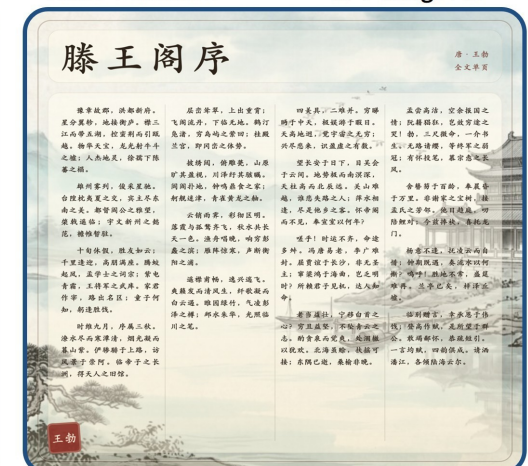 滕王阁序
唐 · 王勃
全文单页
豫章故郡，洪都新府。
星分翼轸，地接衡庐。襟三
江而带五湖，控蛮荆而引瓯
越。物华天宝，龙光射牛斗
之墟；人杰地灵，徐孺下陈
蕃之榻。
雄州雾列，俊采星驰。
台隍枕夷夏之交，宾主尽东
南之美。都督阎公之雅望，
棨戟遥临；宇文新州之懿
范，襜帷暂驻。
十旬休假，胜友如云；
千里逢迎，高朋满座。腾蛟
起凤，孟学士之词宗；紫电
青霜，王将军之武库。家君
作宰，路出名区；童子何
知，躬逢胜饯。
时维九月，序属三秋。
潦水尽而寒潭清，烟光凝而
暮山紫。俨骖騑于上路，访
风景于崇阿。临帝子之长
洲，得天人之旧馆。
层峦耸翠，上出重霄；
飞阁流丹，下临无地。鹤汀
凫渚，穷岛屿之萦回；桂殿
兰宫，即冈峦之体势。
披绣闼，俯雕甍，山原
旷其盈视，川泽纡其骇瞩。
闾阎扑地，钟鸣鼎食之家；
舸舰迷津，青雀黄龙之舳。
云销雨霁，彩彻区明。
落霞与孤鹜齐飞，秋水共长
天一色。渔舟唱晚，响穷彭
蠡之滨；雁阵惊寒，声断衡
阳之浦。
遥襟甫畅，逸兴遄飞。
爽籁发而清风生，纤歌凝而
白云遏。睢园绿竹，气凌彭
泽之樽；邺水朱华，光照临
川之笔。
四美具，二难并。穷睇
眄于中天，极娱游于暇日。
天高地迥，觉宇宙之无穷；
兴尽悲来，识盈虚之有数。
望长安于日下，目吴会
于云间。地势极而南溟深，
天柱高而北辰远。关山难
越，谁悲失路之人；萍水相
逢，尽是他乡之客。怀帝阍
而不见，奉宣室以何年？
嗟乎！时运不齐，命途
多舛。冯唐易老，李广难
封。屈贾谊于长沙，非无圣
主；窜梁鸿于海曲，岂乏明
时？所赖君子见机，达人知
命。
老当益壮，宁移白首之
心？穷且益坚，不坠青云之
志。酌贪泉而觉爽，处涸辙
以犹欢。北海虽赊，扶摇可
接；东隅已逝，桑榆非晚。
孟尝高洁，空余报国之
情；阮籍猖狂，岂效穷途之
哭！勃，三尺微命，一介书
生。无路请缨，等终军之弱
冠；有怀投笔，慕宗悫之长
风。
舍簪笏于百龄，奉晨昏
于万里。非谢家之宝树，接
孟氏之芳邻。他日趋庭，叨
陪鲤对；今兹捧袂，喜托龙
门。
杨意不逢，抚凌云而自
惜；钟期既遇，奏流水以何
惭？呜呼！胜地不常，盛筵
难再。兰亭已矣，梓泽丘
墟。
临别赠言，幸承恩于伟
饯；登高作赋，是所望于群
公。敢竭鄙怀，恭疏短引。
一言均赋，四韵俱成。请洒
潘江，各倾陆海云尔。
王勃